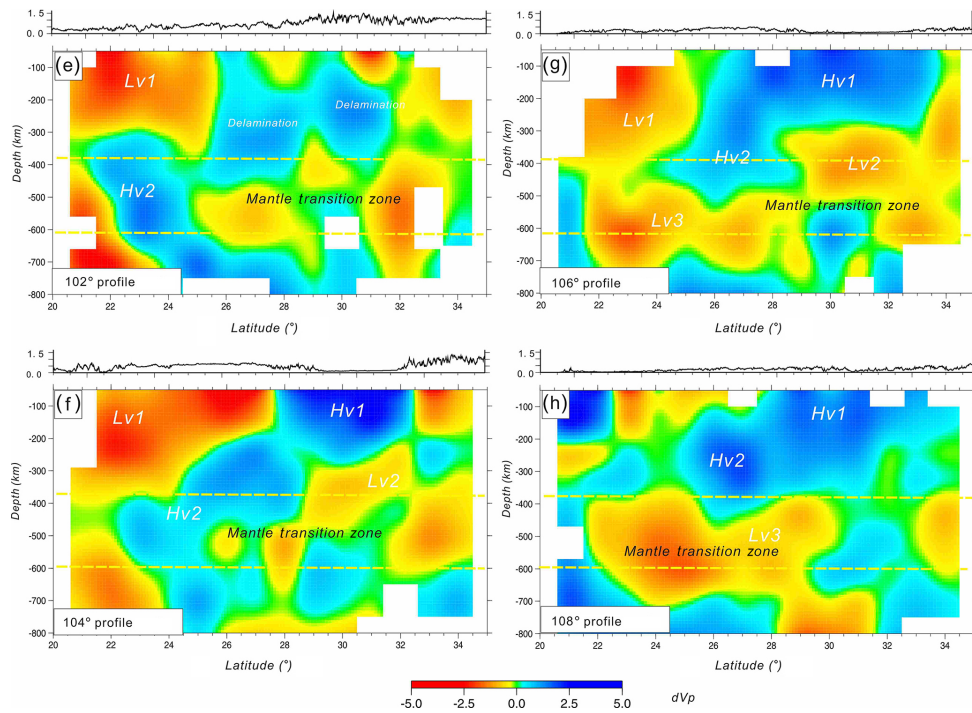 1.5
0.0
(e)
Lv1
Delamination
Delamination
Hv2
Mantle transition zone
102° profile
-100
-200
-300
-400
-500
-600
-700
-800
Depth (km)
20 22 24 26 28 30 32 34
Latitude (°)
1.5
0.0
(g)
Hv1
Lv1
Hv2
Lv2
Mantle transition zone
Lv3
106° profile
-100
-200
-300
-400
-500
-600
-700
-800
Depth (km)
20 22 24 26 28 30 32 34
Latitude (°)
1.5
0.0
(f)
Lv1
Hv1
Lv2
Hv2
Mantle transition zone
104° profile
-100
-200
-300
-400
-500
-600
-700
-800
Depth (km)
20 22 24 26 28 30 32 34
Latitude (°)
1.5
0.0
(h)
Hv1
Hv2
Lv3
Mantle transition zone
108° profile
-100
-200
-300
-400
-500
-600
-700
-800
Depth (km)
20 22 24 26 28 30 32 34
Latitude (°)
-5.0 -2.5 0.0 2.5 5.0
dVp